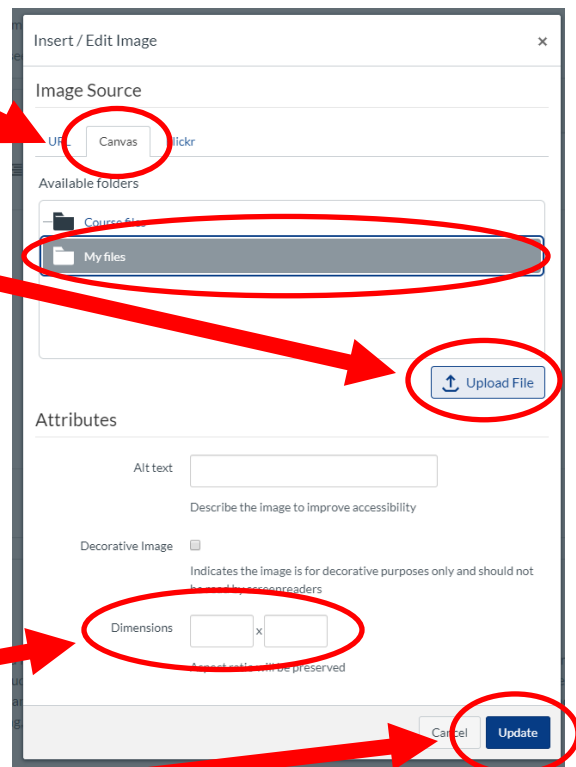 Insert / Edit Image ×
Image Source
URL Canvas Flickr
Available folders
Course files
My files
Upload File
Attributes
Alt text
Describe the image to improve accessibility
Decorative Image
Indicates the image is for decorative purposes only and should not
be read by screenreaders
Dimensions x
Aspect ratio will be preserved
Cancel Update